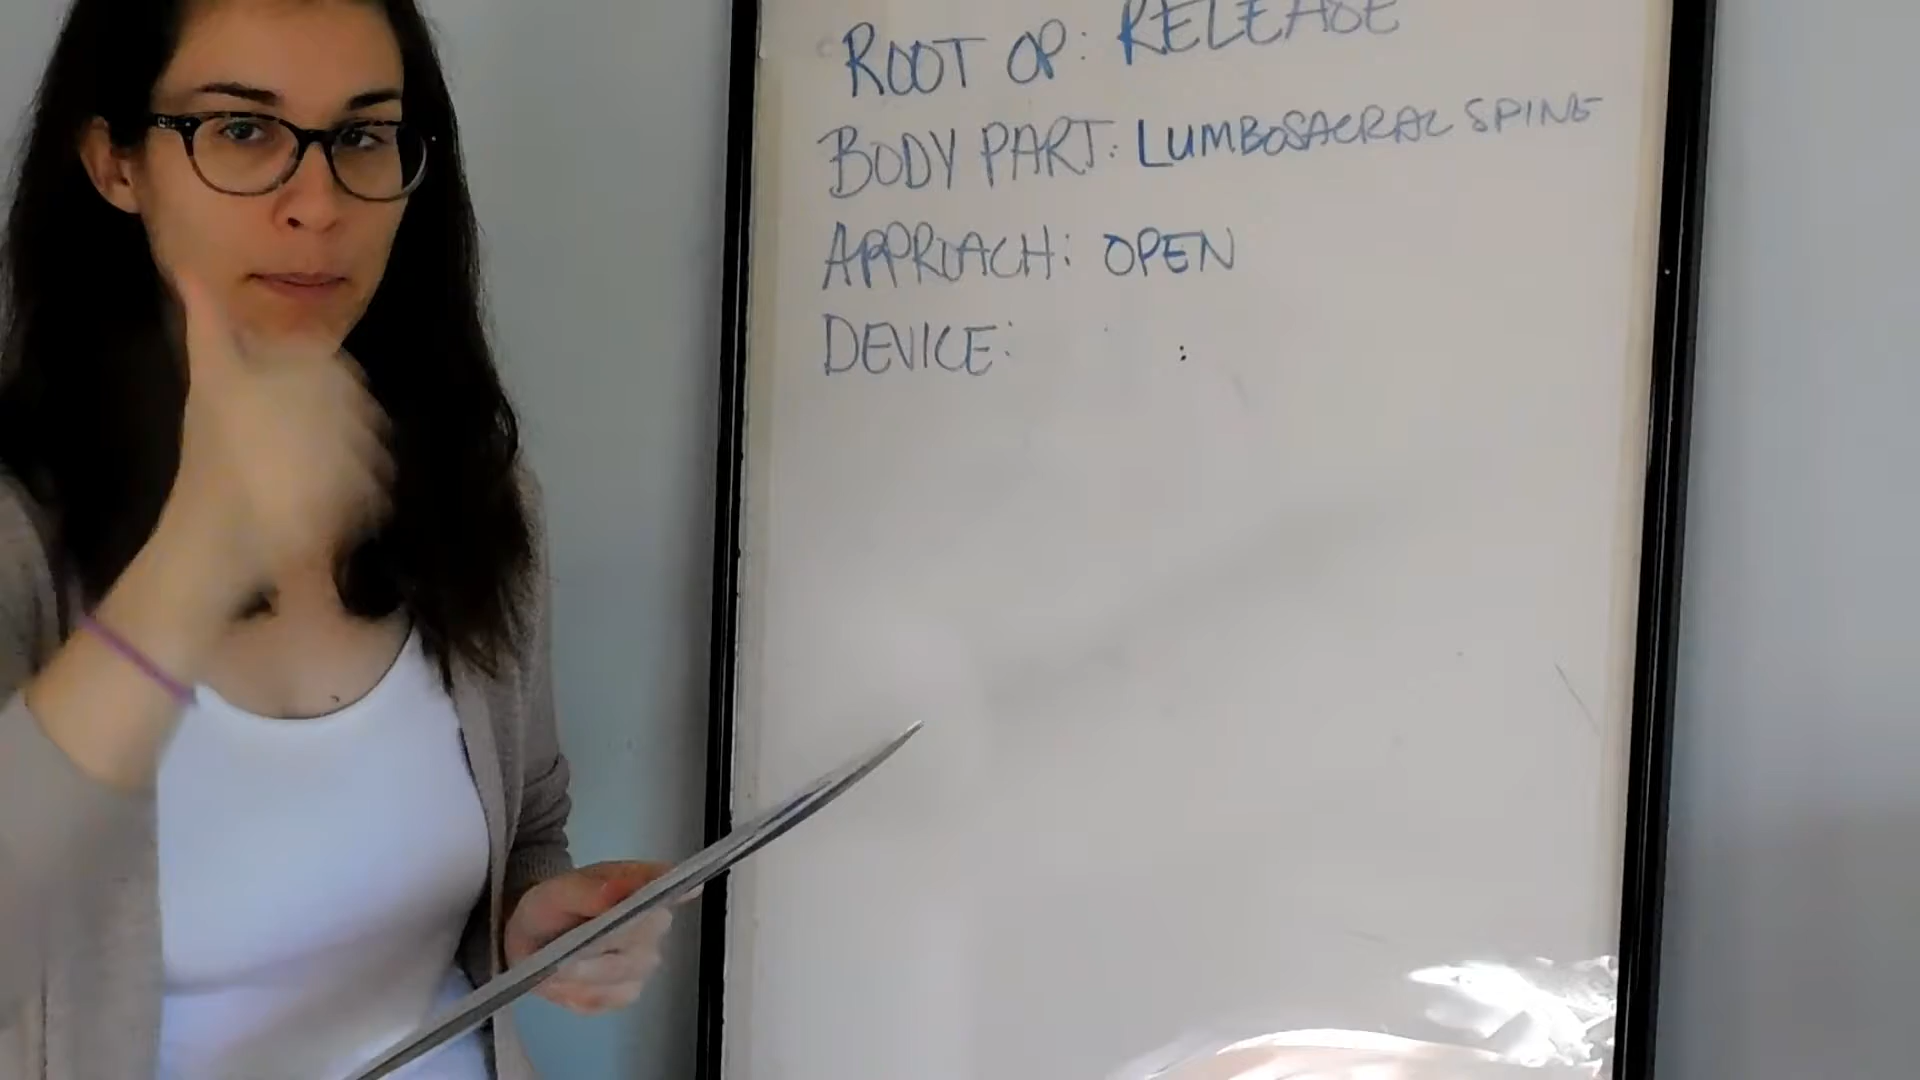 ROOT OP: RELEASE
BODY PART: LUMBOSACRAL SPINE
APPROACH: OPEN
DEVICE: